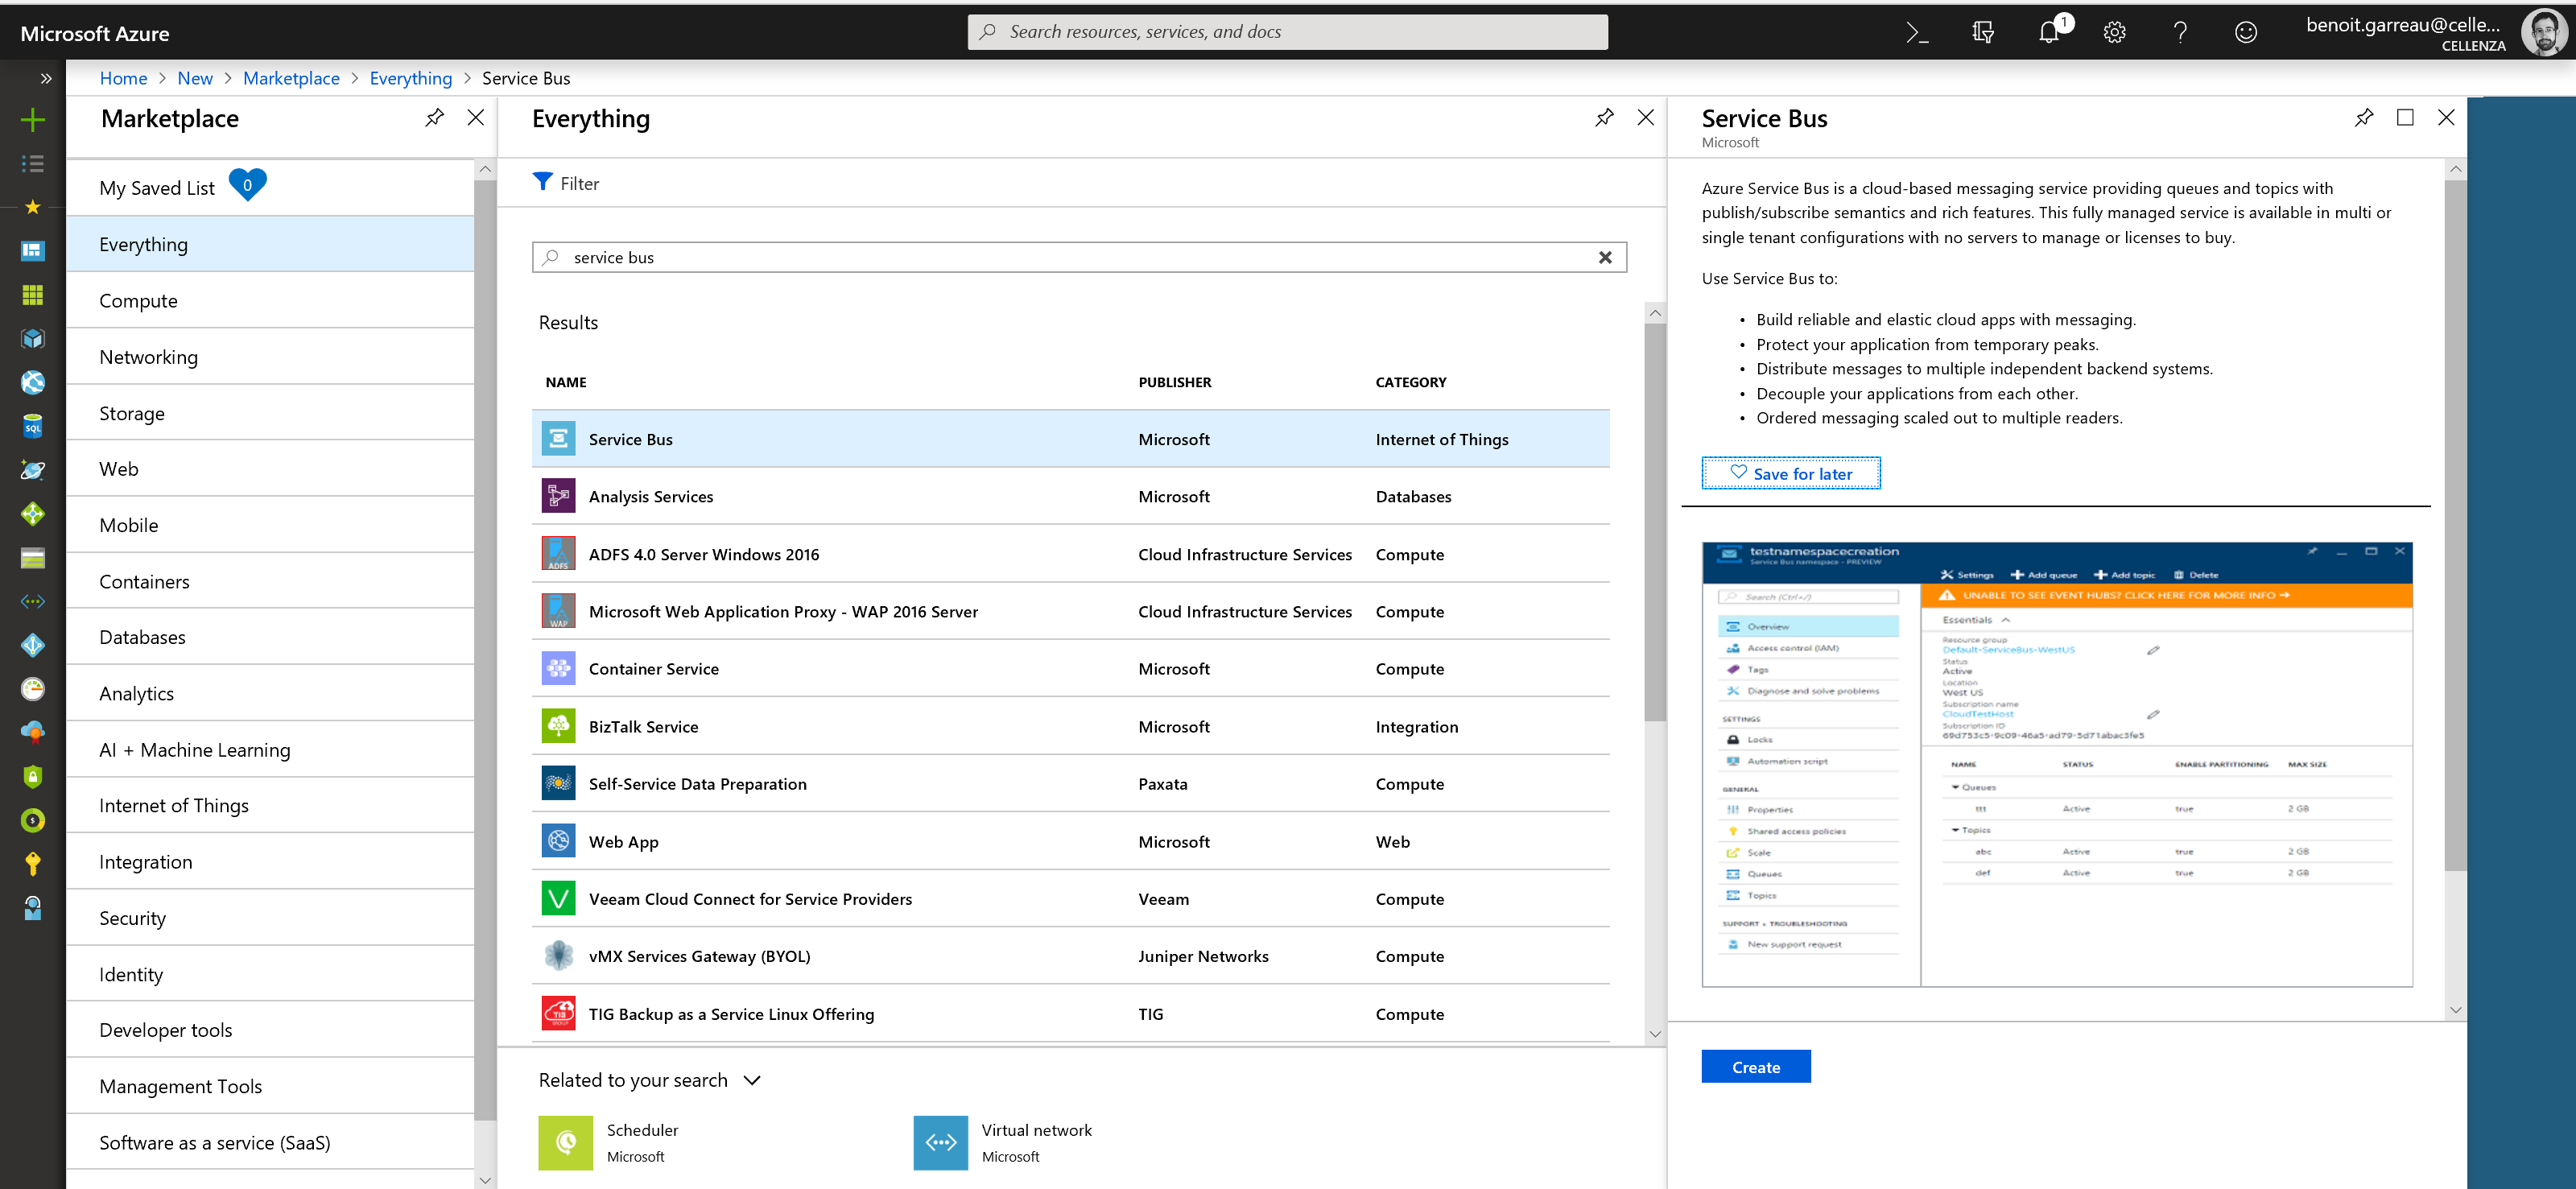 Microsoft Azure
Search resources, services, and docs
1
benoit.garreau@celle...
CELLENZA
Home > New > Marketplace > Everything > Service Bus
Marketplace
My Saved List 0
Everything
Compute
Networking
Storage
Web
Mobile
Containers
Databases
Analytics
AI + Machine Learning
Internet of Things
Integration
Security
Identity
Developer tools
Management Tools
Software as a service (SaaS)
SQL
Everything
Filter
service bus
Results
NAME PUBLISHER CATEGORY
Service Bus Microsoft Internet of Things
Analysis Services Microsoft Databases
ADFS ADFS 4.0 Server Windows 2016 Cloud Infrastructure Services Compute
WAP Microsoft Web Application Proxy - WAP 2016 Server Cloud Infrastructure Services Compute
Container Service Microsoft Compute
BizTalk Service Microsoft Integration
Self-Service Data Preparation Paxata Compute
Web App Microsoft Web
Veeam Cloud Connect for Service Providers Veeam Compute
vMX Services Gateway (BYOL) Juniper Networks Compute
TIG BACKUP TIG Backup as a Service Linux Offering TIG Compute
Related to your search
Scheduler
Microsoft
Virtual network
Microsoft
Service Bus
Microsoft
Azure Service Bus is a cloud-based messaging service providing queues and topics with
publish/subscribe semantics and rich features. This fully managed service is available in multi or
single tenant configurations with no servers to manage or licenses to buy.
Use Service Bus to:
• Build reliable and elastic cloud apps with messaging.
• Protect your application from temporary peaks.
• Distribute messages to multiple independent backend systems.
• Decouple your applications from each other.
• Ordered messaging scaled out to multiple readers.
Save for later
testnamespacecreation
Service Bus namespace - PREVIEW
Settings Add queue Add topic Delete
Search (Ctrl+/)
Overview
Access control (IAM)
Tags
Diagnose and solve problems
SETTINGS
Locks
Automation script
GENERAL
Properties
Shared access policies
Scale
Queues
Topics
SUPPORT + TROUBLESHOOTING
New support request
UNABLE TO SEE EVENT HUBS? CLICK HERE FOR MORE INFO →
Essentials
Resource group
Default-ServiceBus-WestUS
Status
Active
Location
West US
Subscription name
CloudTestHost
Subscription ID
69d753c5-9c09-46a5-ad79-5d71abac3fe5
NAME STATUS ENABLE PARTITIONING MAX SIZE
Queues
ttt Active true 2 GB
Topics
abc Active true 2 GB
def Active true 2 GB
Create